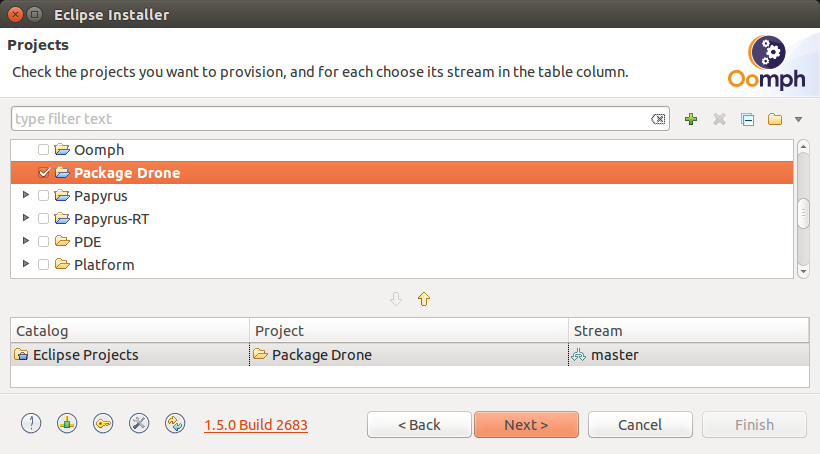 Eclipse Installer
Projects
Check the projects you want to provision, and for each choose its stream in the table column.
Oomph
type filter text
Oomph
Package Drone
Papyrus
Papyrus-RT
PDE
Platform
Catalog Project Stream
Eclipse Projects Package Drone master
1.5.0 Build 2683 < Back Next > Cancel Finish